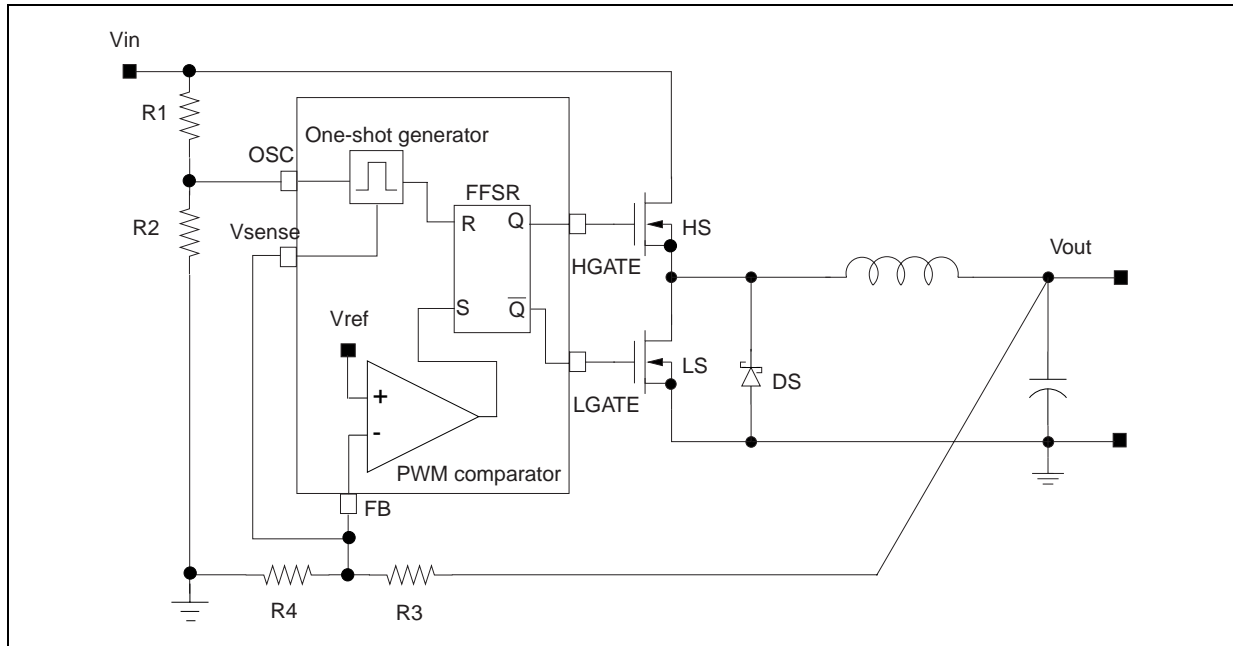 Vin
R1
One-shot generator
OSC
FFSR
R Q
HS
R2
Vsense
Vout
HGATE
S Q̅
Vref
LS
DS
+
LGATE
-
PWM comparator
FB
R4
R3